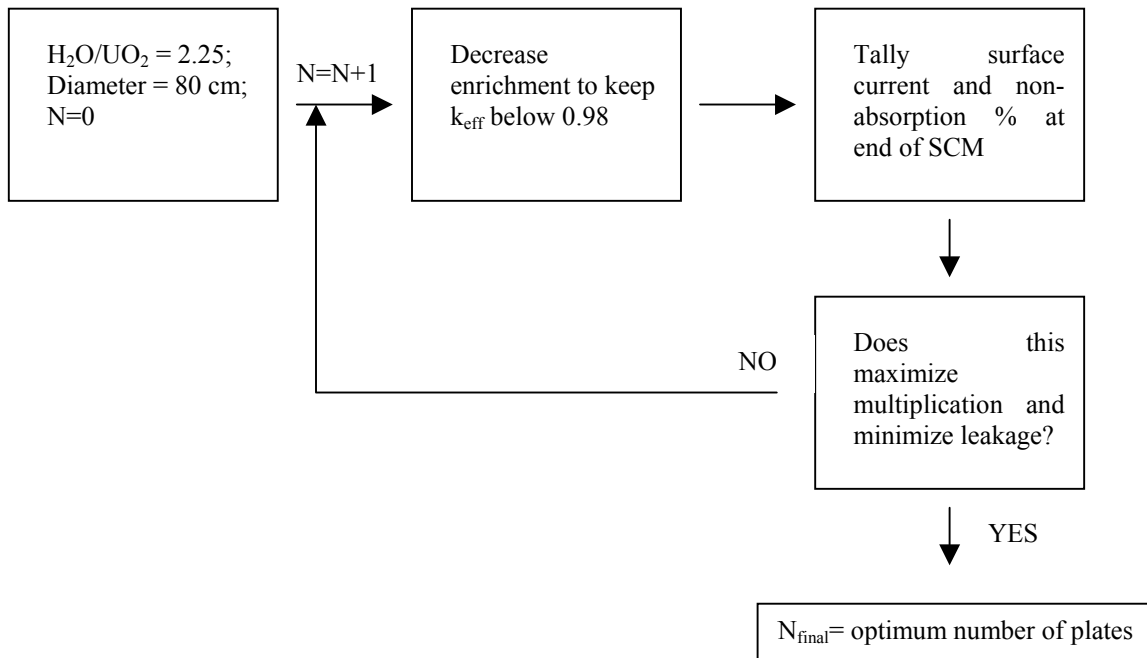 H₂O/UO₂ = 2.25;
Diameter = 80 cm;
N=0
N=N+1
Decrease
enrichment to keep
k_eff below 0.98
Tally surface
current and non-
absorption % at
end of SCM
Does this
maximize
multiplication and
minimize leakage?
NO
YES
N_final= optimum number of plates